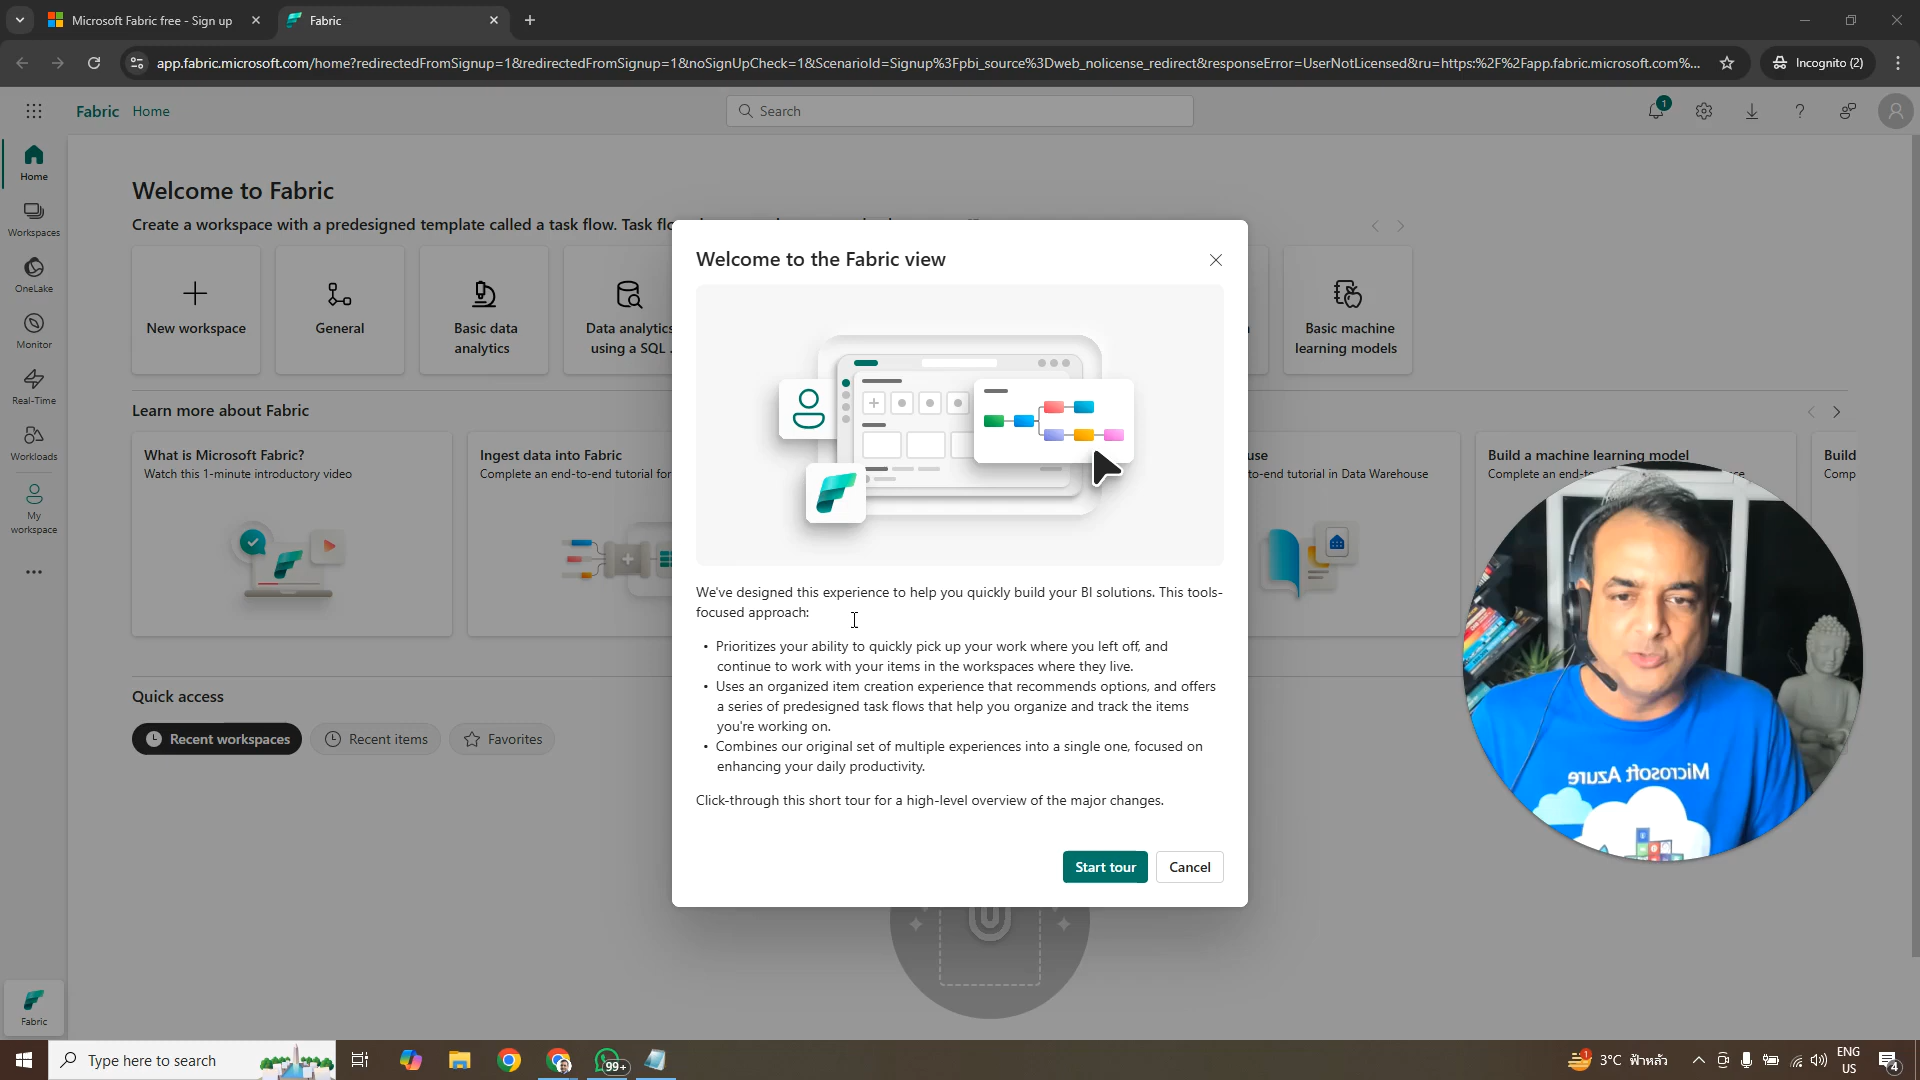 Microsoft Fabric free - Sign up
Fabric
app.fabric.microsoft.com/home?redirectedFromSignup=1&redirectedFromSignup=1&noSignUpCheck=1&ScenarioId=Signup%3Fpbi_source%3Dweb_nolicense_redirect&responseError=UserNotLicensed&ru=https:%2F%2Fapp.fabric.microsoft.com%...
Incognito (2)
Fabric Home
Search
1
Home
Workspaces
OneLake
Monitor
Real-Time
Workloads
My
workspace
Fabric
Welcome to Fabric
Create a workspace with a predesigned template called a task flow. Task
New workspace
General
Basic data
analytics
Data analytics
using a SQL
Basic machine
learning models
Learn more about Fabric
What is Microsoft Fabric?
Watch this 1-minute introductory video
Ingest data into Fabric
Complete an end-to-end tutorial for
to-end tutorial in Data Warehouse
Build a machine learning model
Complete an end-
Build
Comp
Quick access
Recent workspaces
Recent items
Favorites
Welcome to the Fabric view
We've designed this experience to help you quickly build your BI solutions. This tools-
focused approach:
• Prioritizes your ability to quickly pick up your work where you left off, and
continue to work with your items in the workspaces where they live.
• Uses an organized item creation experience that recommends options, and offers
a series of predesigned task flows that help you organize and track the items
you're working on.
• Combines our original set of multiple experiences into a single one, focused on
enhancing your daily productivity.
Click-through this short tour for a high-level overview of the major changes.
Start tour
Cancel
Microsoft Azure
Type here to search
99+
1
3°C ฟ้าหลัว
ENG
US
4